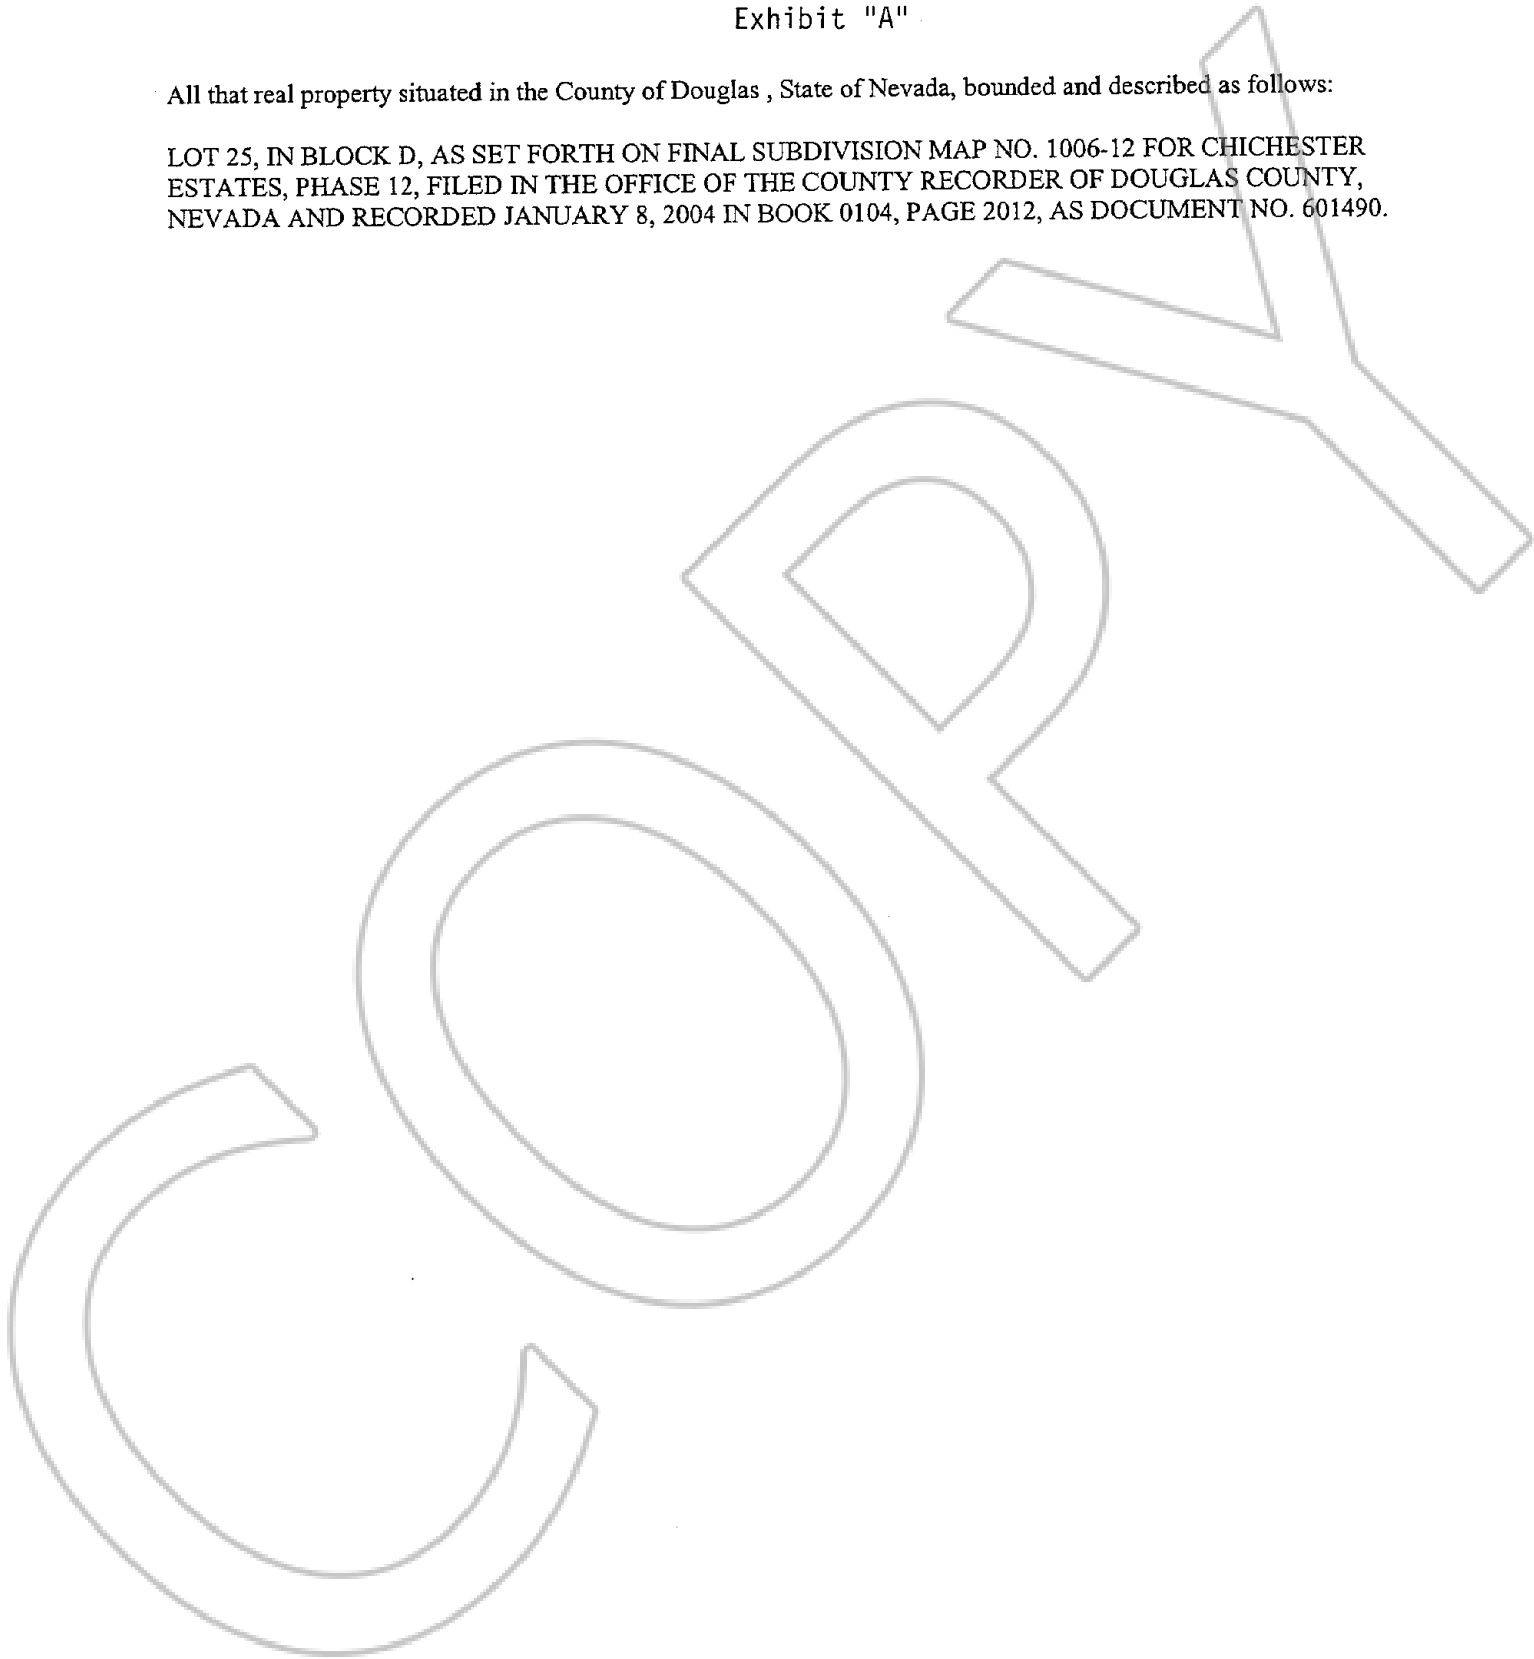 Exhibit "A"
All that real property situated in the County of Douglas , State of Nevada, bounded and described as follows:
LOT 25, IN BLOCK D, AS SET FORTH ON FINAL SUBDIVISION MAP NO. 1006-12 FOR CHICHESTER
ESTATES, PHASE 12, FILED IN THE OFFICE OF THE COUNTY RECORDER OF DOUGLAS COUNTY,
NEVADA AND RECORDED JANUARY 8, 2004 IN BOOK 0104, PAGE 2012, AS DOCUMENT NO. 601490.
COPY